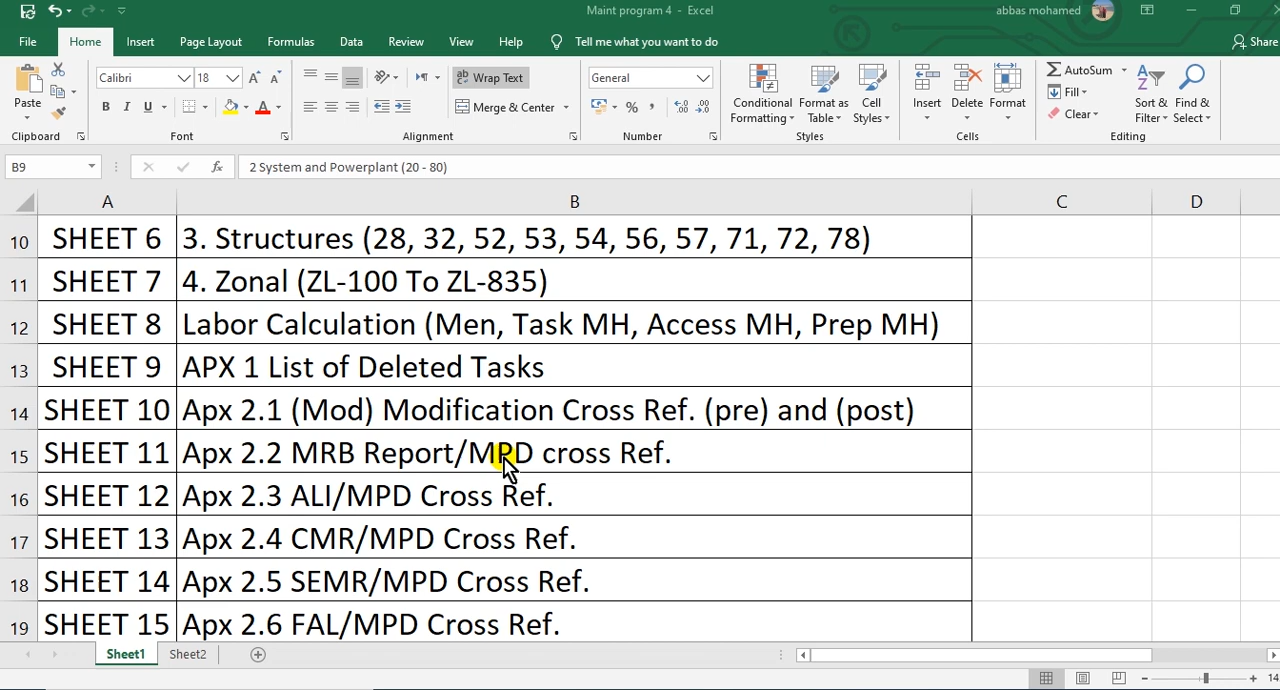 Maint program 4 - Excel
abbas mohamed
File Home Insert Page Layout Formulas Data Review View Help Tell me what you want to do Share
Paste
Clipboard
Calibri 18
B I U
Font
Wrap Text
Merge & Center
Alignment
General
Number
Conditional Formatting
Format as Table
Cell Styles
Styles
Insert Delete Format
Cells
AutoSum
Fill
Clear
Sort & Filter
Find & Select
Editing
B9 fx 2 System and Powerplant (20 - 80)
A B C D
10 SHEET 6 3. Structures (28, 32, 52, 53, 54, 56, 57, 71, 72, 78)
11 SHEET 7 4. Zonal (ZL-100 To ZL-835)
12 SHEET 8 Labor Calculation (Men, Task MH, Access MH, Prep MH)
13 SHEET 9 APX 1 List of Deleted Tasks
14 SHEET 10 Apx 2.1 (Mod) Modification Cross Ref. (pre) and (post)
15 SHEET 11 Apx 2.2 MRB Report/MPD cross Ref.
16 SHEET 12 Apx 2.3 ALI/MPD Cross Ref.
17 SHEET 13 Apx 2.4 CMR/MPD Cross Ref.
18 SHEET 14 Apx 2.5 SEMR/MPD Cross Ref.
19 SHEET 15 Apx 2.6 FAL/MPD Cross Ref.
Sheet1 Sheet2